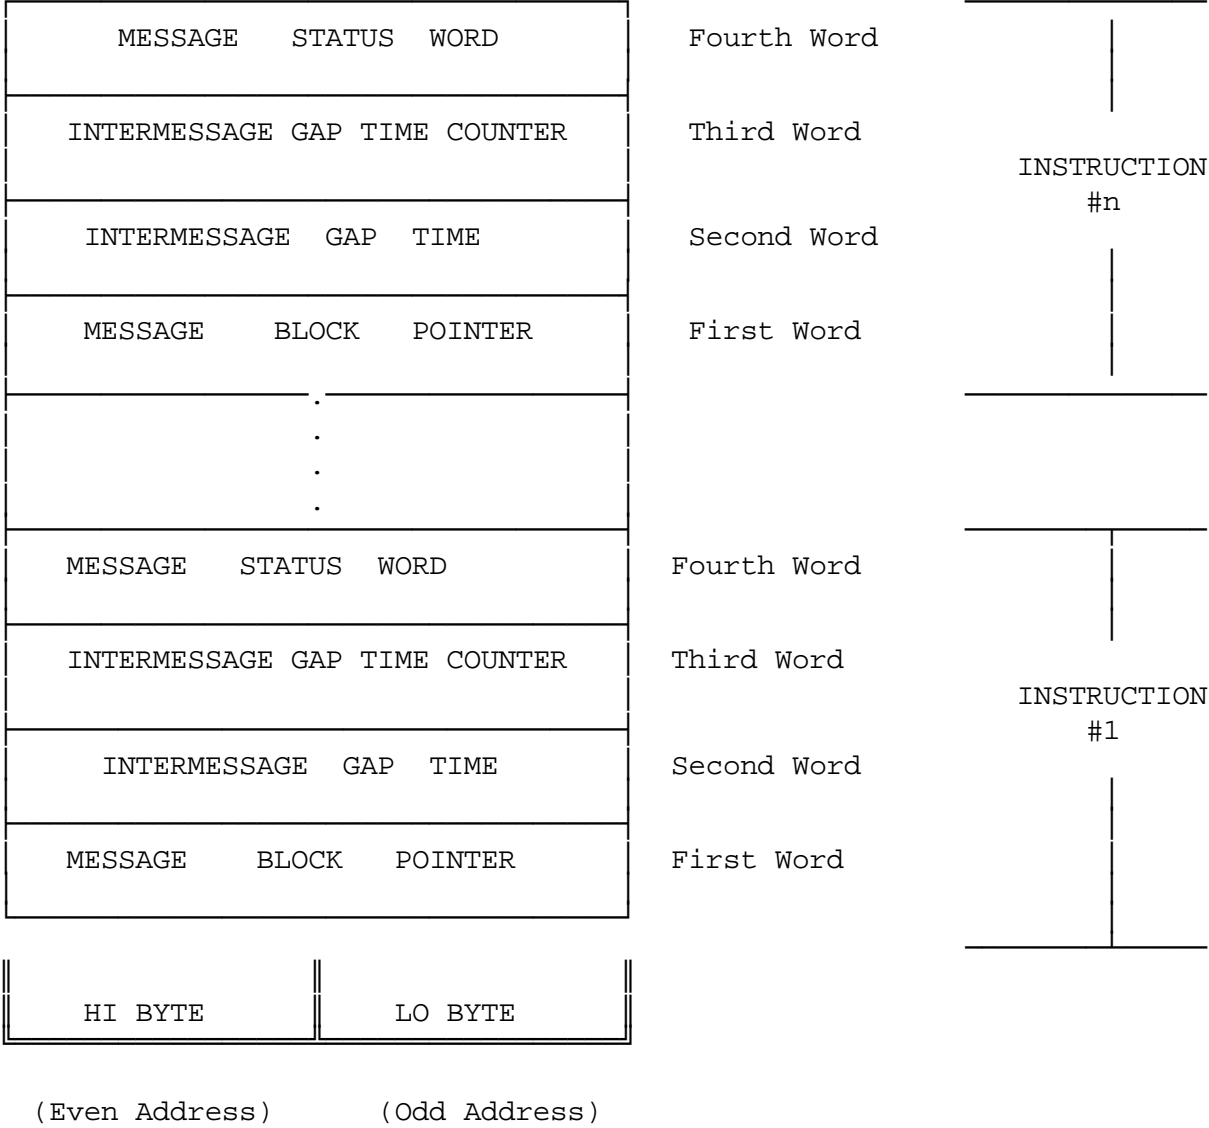 MESSAGE STATUS WORD Fourth Word
INTERMESSAGE GAP TIME COUNTER Third Word
INSTRUCTION
#n
INTERMESSAGE GAP TIME Second Word
MESSAGE BLOCK POINTER First Word
.
.
.
.
MESSAGE STATUS WORD Fourth Word
INTERMESSAGE GAP TIME COUNTER Third Word
INSTRUCTION
#1
INTERMESSAGE GAP TIME Second Word
MESSAGE BLOCK POINTER First Word
HI BYTE LO BYTE
(Even Address) (Odd Address)